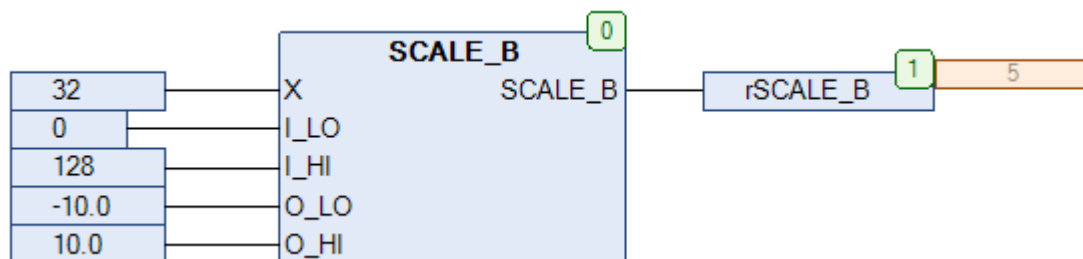 0
SCALE_B
32 X SCALE_B rSCALE_B 1 5
0 I_LO
128 I_HI
-10.0 O_LO
10.0 O_HI